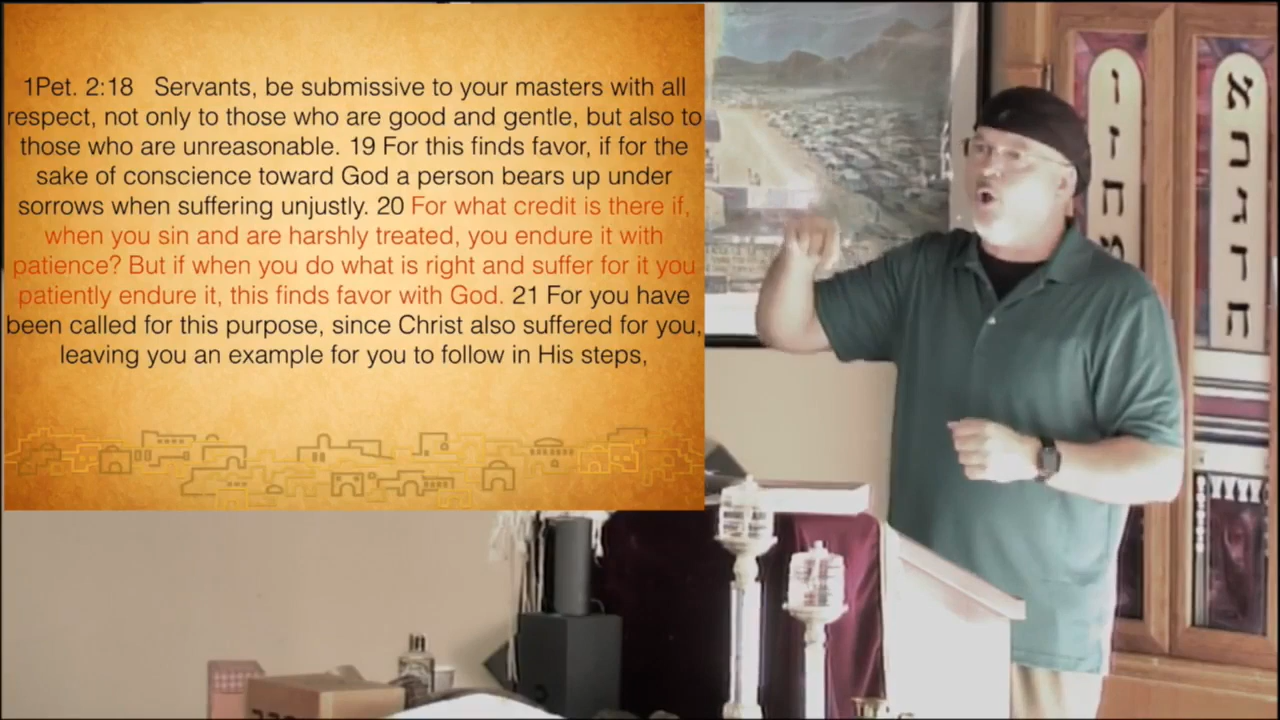 1Pet. 2:18 Servants, be submissive to your masters with all
respect, not only to those who are good and gentle, but also to
those who are unreasonable. 19 For this finds favor, if for the
sake of conscience toward God a person bears up under
sorrows when suffering unjustly. 20 For what credit is there if,
when you sin and are harshly treated, you endure it with
patience? But if when you do what is right and suffer for it you
patiently endure it, this finds favor with God. 21 For you have
been called for this purpose, since Christ also suffered for you,
leaving you an example for you to follow in His steps,
ו
ז
ח
א
ב
ג
ד
ה